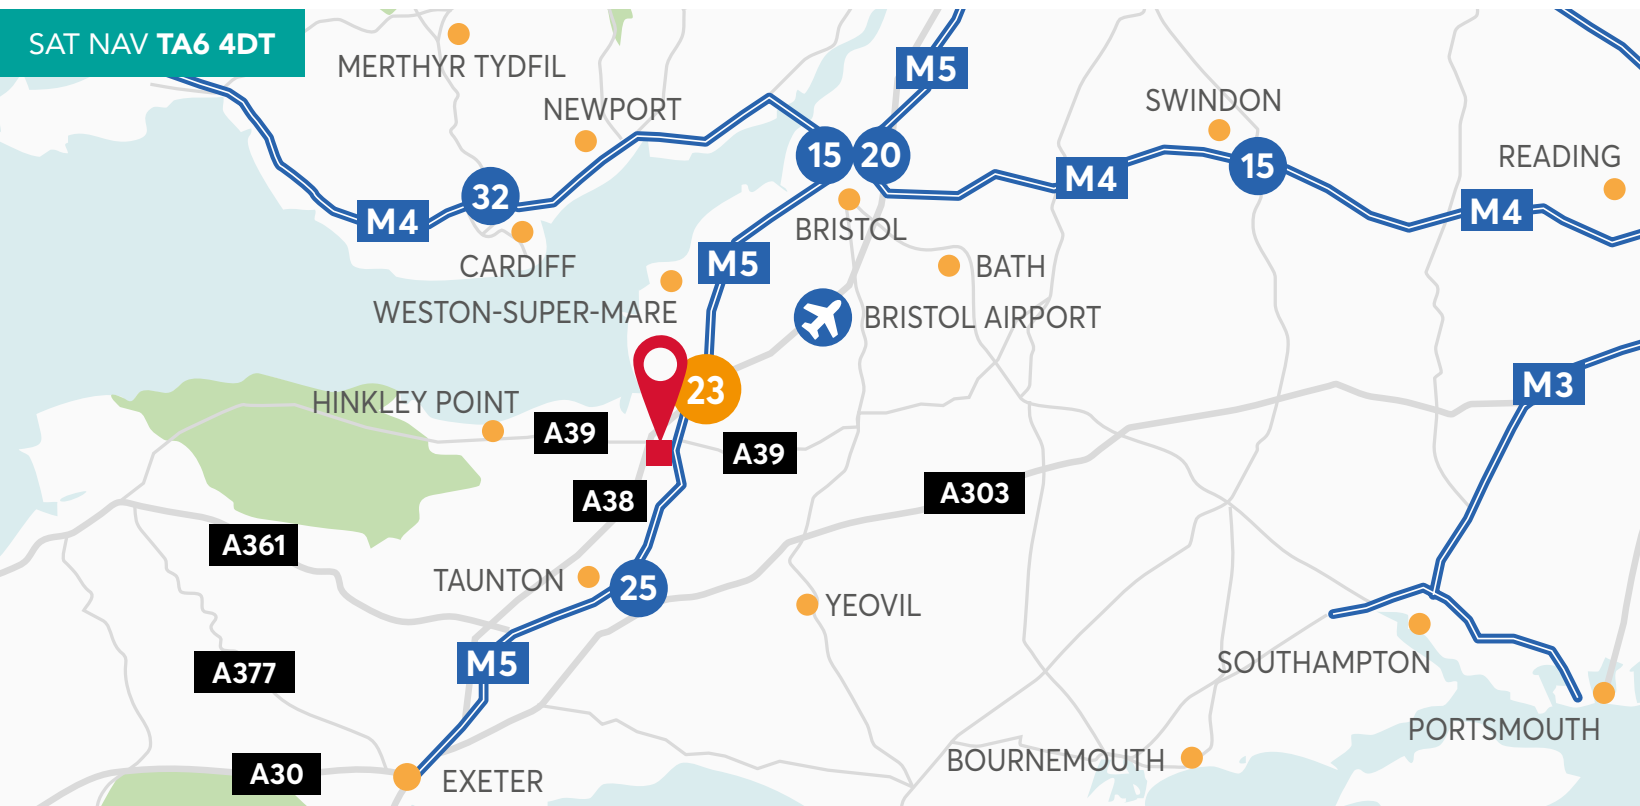 SAT NAV TA6 4DT
MERTHYR TYDFIL
M5
NEWPORT
SWINDON
15
20
15
READING
32
M4
M4
M4
BRISTOL
CARDIFF
M5
BATH
WESTON-SUPER-MARE
BRISTOL AIRPORT
23
M3
HINKLEY POINT
A39
A39
A38
A303
A361
TAUNTON
25
YEOVIL
M5
A377
SOUTHAMPTON
PORTSMOUTH
BOURNEMOUTH
A30
EXETER